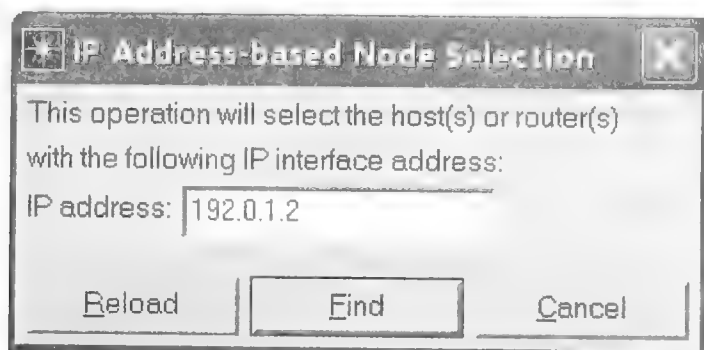 IP Address-based Node Selection
This operation will select the host(s) or router(s)
with the following IP interface address:
IP address: 192.0.1.2
Reload Find Cancel